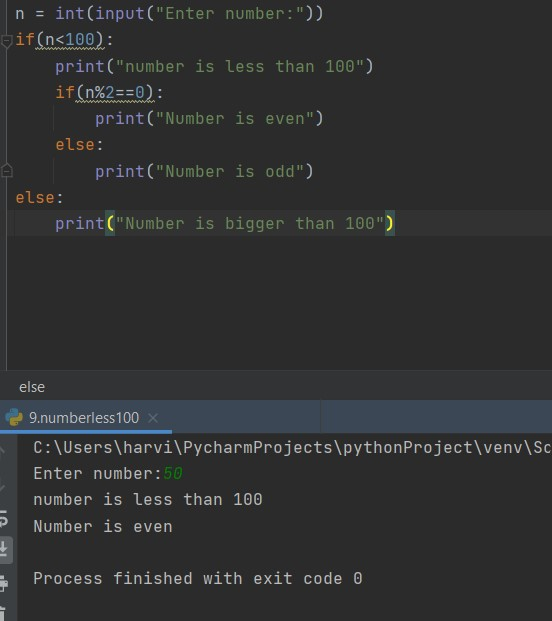 n = int(input("Enter number:"))
if(n<100):
    print("number is less than 100")
    if(n%2==0):
        print("Number is even")
    else:
        print("Number is odd")
else:
    print("Number is bigger than 100")
else
9.numberless100
C:\Users\harvi\PycharmProjects\pythonProject\venv\Sc
Enter number:50
number is less than 100
Number is even
Process finished with exit code 0